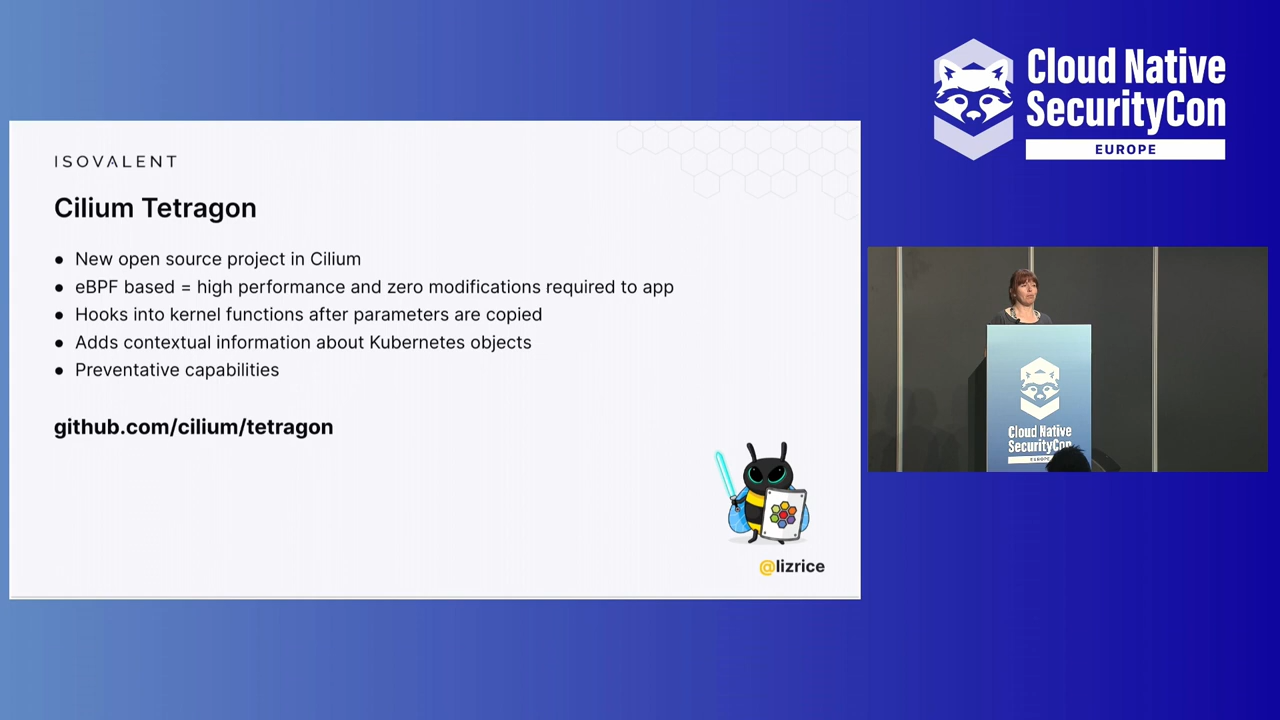 ISOVALENT
Cilium Tetragon
● New open source project in Cilium
● eBPF based = high performance and zero modifications required to app
● Hooks into kernel functions after parameters are copied
● Adds contextual information about Kubernetes objects
● Preventative capabilities
github.com/cilium/tetragon
@lizrice
Cloud Native
SecurityCon
EUROPE
Cloud Native
SecurityCon
EUROPE